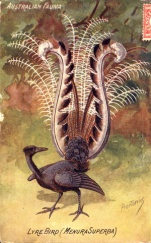 AUSTRALIAN FAUNA
LYRE BIRD (MENURA SUPERBA)